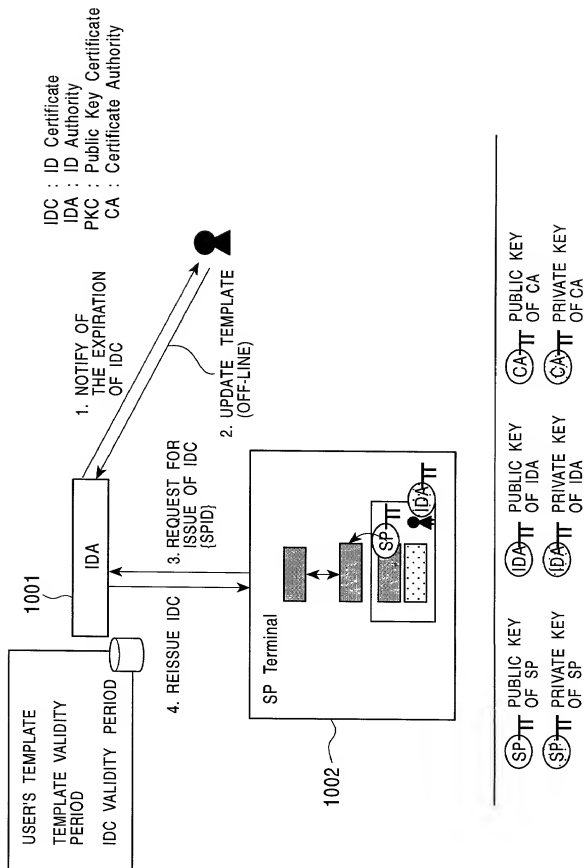 USER'S TEMPLATE
TEMPLATE VALIDITY
PERIOD
IDC VALIDITY PERIOD
1001
IDA
1. NOTIFY OF
THE EXPIRATION
OF IDC
2. UPDATE TEMPLATE
(OFF-LINE)
IDC : ID Certificate
IDA : ID Authority
PKC : Public Key Certificate
CA : Certificate Authority
3. REQUEST FOR
ISSUE OF IDC
{SPID}
4. REISSUE IDC
SP Terminal
SP
IDA
1002
SP PUBLIC KEY
OF SP
SP PRIVATE KEY
OF SP
IDA PUBLIC KEY
OF IDA
IDA PRIVATE KEY
OF IDA
CA PUBLIC KEY
OF CA
CA PRIVATE KEY
OF CA